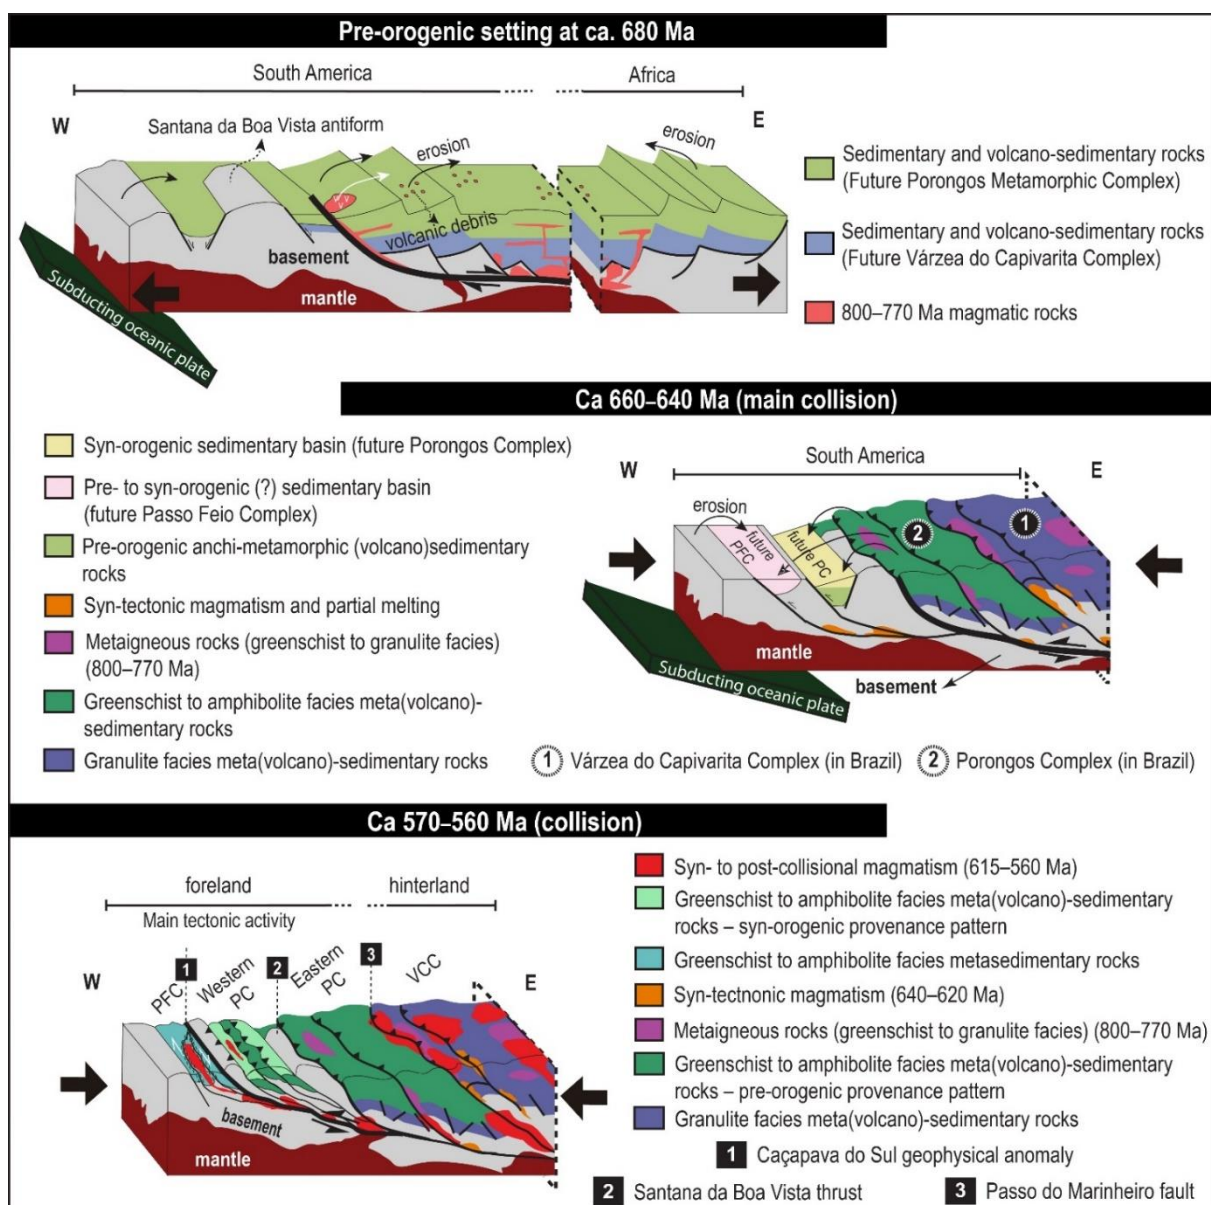 Pre-orogenic setting at ca. 680 Ma
South America
Africa
W
E
Santana da Boa Vista antiform
erosion
erosion
volcanic debris
basement
mantle
Subducting oceanic plate
Sedimentary and volcano-sedimentary rocks
(Future Porongos Metamorphic Complex)
Sedimentary and volcano-sedimentary rocks
(Future Várzea do Capivarita Complex)
800–770 Ma magmatic rocks
Ca 660–640 Ma (main collision)
Syn-orogenic sedimentary basin (future Porongos Complex)
Pre- to syn-orogenic (?) sedimentary basin
(future Passo Feio Complex)
Pre-orogenic anchi-metamorphic (volcano)sedimentary
rocks
Syn-tectonic magmatism and partial melting
Metaigneous rocks (greenschist to granulite facies)
(800–770 Ma)
Greenschist to amphibolite facies meta(volcano)-
sedimentary rocks
Granulite facies meta(volcano)-sedimentary rocks
South America
W
E
erosion
future
PFC
future PC
2
1
mantle
basement
Subducting oceanic plate
1 Várzea do Capivarita Complex (in Brazil)
2 Porongos Complex (in Brazil)
Ca 570–560 Ma (collision)
foreland
hinterland
Main tectonic activity
W
E
PFC
1
Western
PC
2
Eastern
PC
3
VCC
basement
mantle
Syn- to post-collisional magmatism (615–560 Ma)
Greenschist to amphibolite facies meta(volcano)-sedimentary
rocks – syn-orogenic provenance pattern
Greenschist to amphibolite facies metasedimentary rocks
Syn-tectnonic magmatism (640–620 Ma)
Metaigneous rocks (greenschist to granulite facies) (800–770 Ma)
Greenschist to amphibolite facies meta(volcano)-sedimentary
rocks – pre-orogenic provenance pattern
Granulite facies meta(volcano)-sedimentary rocks
1 Caçapava do Sul geophysical anomaly
2 Santana da Boa Vista thrust
3 Passo do Marinheiro fault